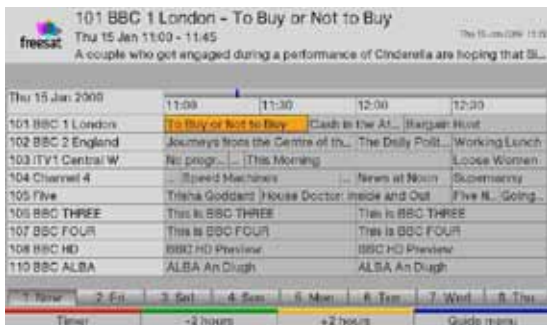 101 BBC 1 London - To Buy or Not to Buy
freesat Thu 15 Jan 11:00 - 11:45
A couple who got engaged during a performance of Cinderella are hoping that Si...
Thu 15 Jan 11:00 11:30 12:00 12:30
101 BBC 1 London To Buy or Not to Buy Cash in the At... Bargain Hunt
102 BBC 2 England Journeys from the Centre of th... The Daily Polit... Working Lunch
103 ITV1 Central W No progr... ... This Morning Loose Women
104 Channel 4 ... Speed Machines ... News at Noon Supernanny
105 Five Trisha Goddard House Doctor: Inside and Out Five N... Going...
106 BBC THREE This is BBC THREE This is BBC THREE
107 BBC FOUR This is BBC FOUR This is BBC FOUR
108 BBC HD BBC HD Preview BBC HD Preview
110 BBC ALBA ALBA An Diugh ALBA An Diugh
1 Now 2 Fri 3 Sat 4 Sun 5 Mon 6 Tue 7 Wed 8 Thu
Timer -2 hours +2 hours Guide menu